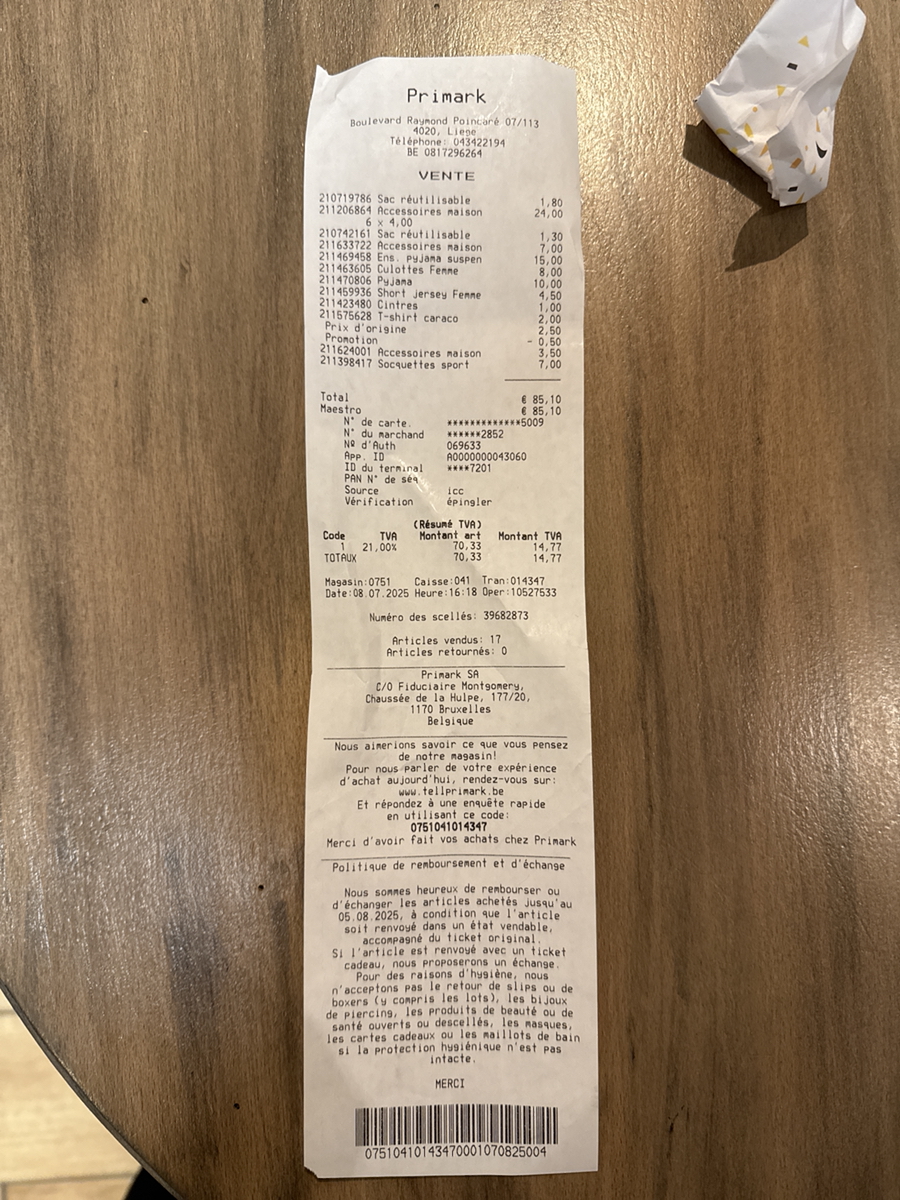 Primark
Boulevard Raymond Poincaré 07/113
4020, Liege
Téléphone: 043422194
BE 0817296264
VENTE
210719786 Sac réutilisable 1,80
211206864 Accessoires maison 24,00
6 x 4,00
210742161 Sac réutilisable 1,30
211633722 Accessoires maison 7,00
211469458 Ens. pyjama suspen 15,00
211463605 Culottes Femme 8,00
211470806 Pyjama 10,00
211459936 Short jersey Femme 4,50
211423480 Cintres 1,00
211575628 T-shirt caraco 2,00
Prix d'origine 2,50
Promotion - 0,50
211624001 Accessoires maison 3,50
211398417 Socquettes sport 7,00
Total € 85,10
Maestro € 85,10
N° de carte. *************5009
N° du marchand ******2852
Nº d'Auth 069633
App. ID A0000000043060
ID du terminal ****7201
PAN N° de séq
Source icc
Vérification épingler
(Résumé TVA)
Code TVA Montant art Montant TVA
1 21,00% 70,33 14,77
TOTAUX 70,33 14,77
Magasin:0751 Caisse:041 Tran:014347
Date:08.07.2025 Heure:16:18 Oper:10527533
Numéro des scellés: 39682873
Articles vendus: 17
Articles retournés: 0
Primark SA
C/O Fiduciaire Montgomery,
Chaussée de la Hulpe, 177/20,
1170 Bruxelles
Belgique
Nous aimerions savoir ce que vous pensez
de notre magasin!
Pour nous parler de votre expérience
d'achat aujourd'hui, rendez-vous sur:
www.tellprimark.be
Et répondez à une enquête rapide
en utilisant ce code:
0751041014347
Merci d'avoir fait vos achats chez Primark
Politique de remboursement et d'échange
Nous sommes heureux de rembourser ou
d'échanger les articles achetés jusqu'au
05.08.2025, à condition que l'article
soit renvoyé dans un état vendable,
accompagné du ticket original.
Si l'article est renvoyé avec un ticket
cadeau, nous proposerons un échange.
Pour des raisons d'hygiène, nous
n'acceptons pas le retour de slips ou de
boxers (y compris les lots), les bijoux
de piercing, les produits de beauté ou de
santé ouverts ou descellés, les masques,
les cartes cadeaux ou les maillots de bain
si la protection hygiénique n'est pas
intacte.
MERCI
07510410143470001070825004